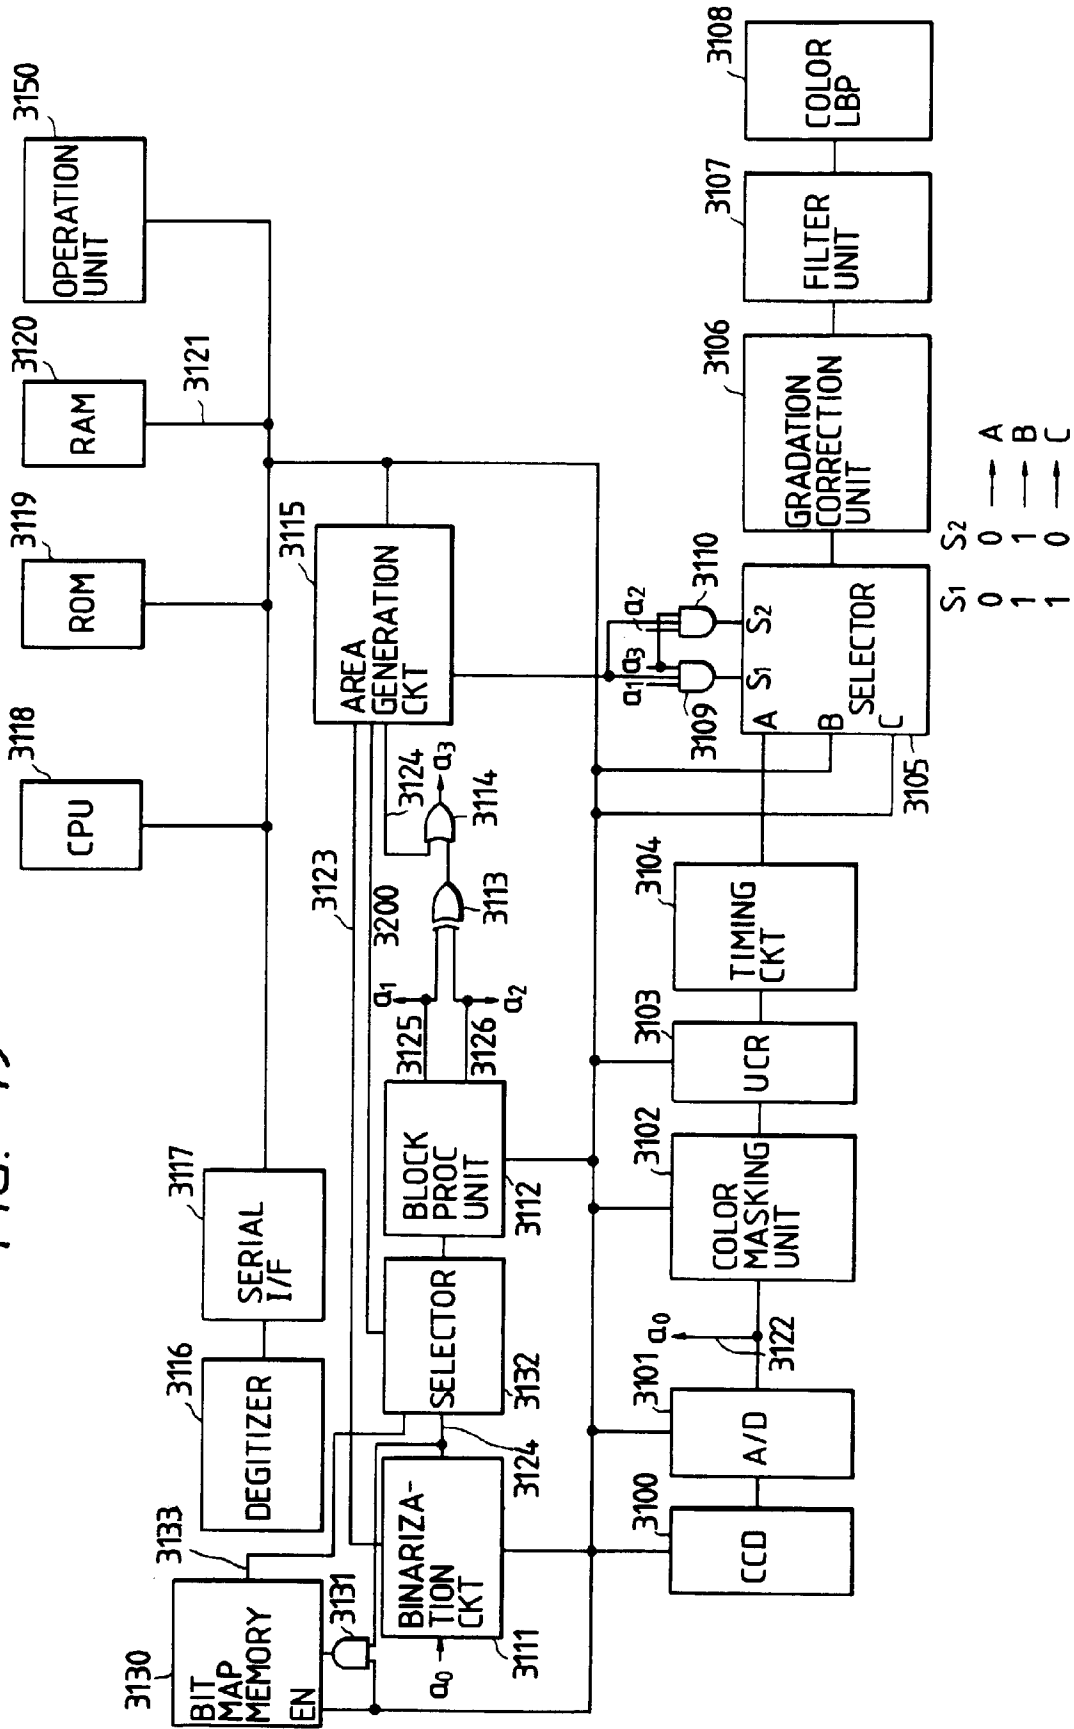 3130
BIT
MAP
MEMORY
EN
3133
3131
3116
DEGITIZER
3117
SERIAL
I/F
3118
CPU
3119
ROM
3120
RAM
3121
3150
OPERATION
UNIT
a0
BINARIZA-
TION
CKT
3111
3124
SELECTOR
3132
BLOCK
PROC
UNIT
3112
3125
3126
a1
a2
3123
3200
3113
3114
3124
a3
3115
AREA
GENERATION
CKT
3100
CCD
3101
A/D
a0
3122
3102
COLOR
MASKING
UNIT
3103
UCR
3104
TIMING
CKT
a1
a3
a2
3109
3110
A
B
C
S1
S2
SELECTOR
3105
3106
GRADATION
CORRECTION
UNIT
3107
FILTER
UNIT
3108
COLOR
LBP
S1 S2
0 0 → A
1 1 → B
1 0 → C